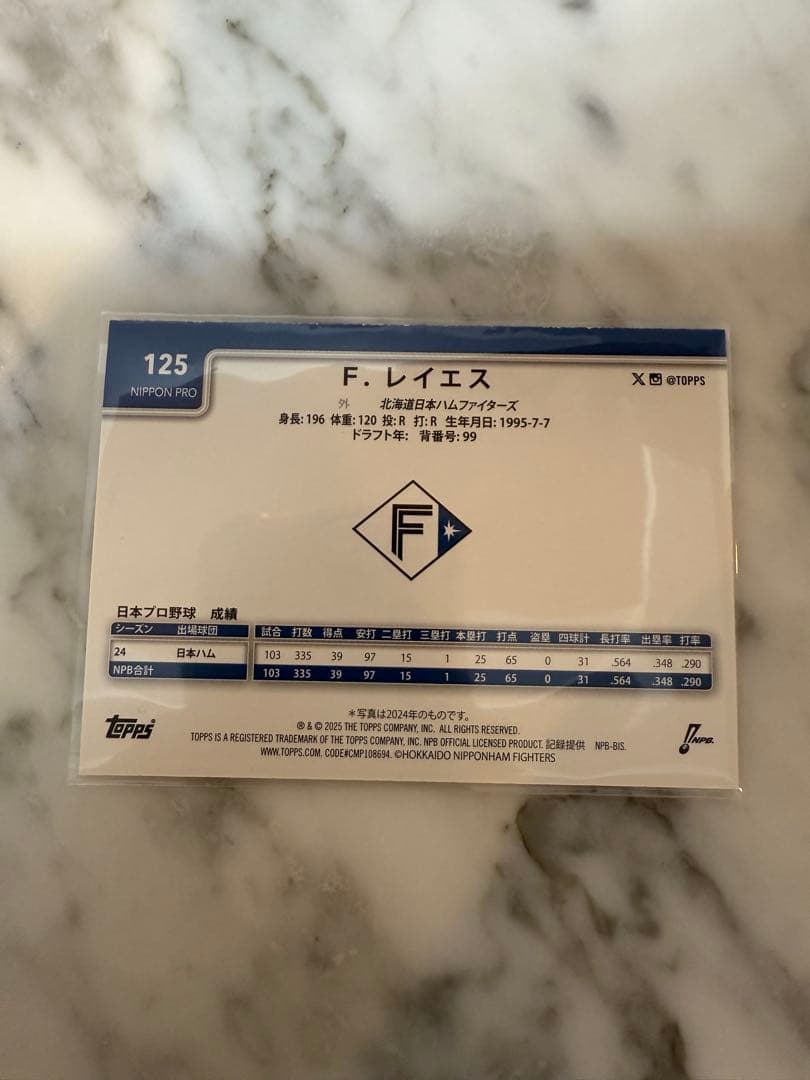 125
NIPPON PRO
F. レイエス
@TOPPS
外 北海道日本ハムファイターズ
身長: 196 体重: 120 投: R 打: R 生年月日: 1995-7-7
ドラフト年: 背番号: 99
F
日本プロ野球 成績
シーズン 出場球団 試合 打数 得点 安打 二塁打 三塁打 本塁打 打点 盗塁 四球計 長打率 出塁率 打率
24 日本ハム 103 335 39 97 15 1 25 65 0 31 .564 .348 .290
NPB合計 103 335 39 97 15 1 25 65 0 31 .564 .348 .290
＊写真は2024年のものです。
® & © 2025 THE TOPPS COMPANY, INC. ALL RIGHTS RESERVED.
TOPPS IS A REGISTERED TRADEMARK OF THE TOPPS COMPANY, INC. NPB OFFICIAL LICENSED PRODUCT. 記録提供 NPB-BIS.
WWW.TOPPS.COM. CODE#CMP108694. ©HOKKAIDO NIPPONHAM FIGHTERS
TOPPS®
NPB.